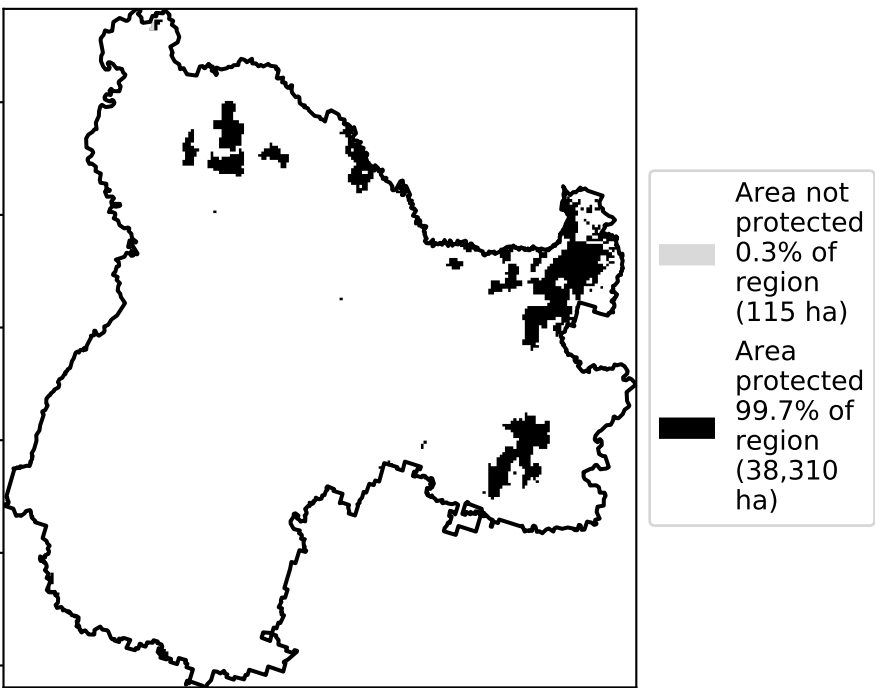 Area not
protected
0.3% of
region
(115 ha)
Area
protected
99.7% of
region
(38,310
ha)